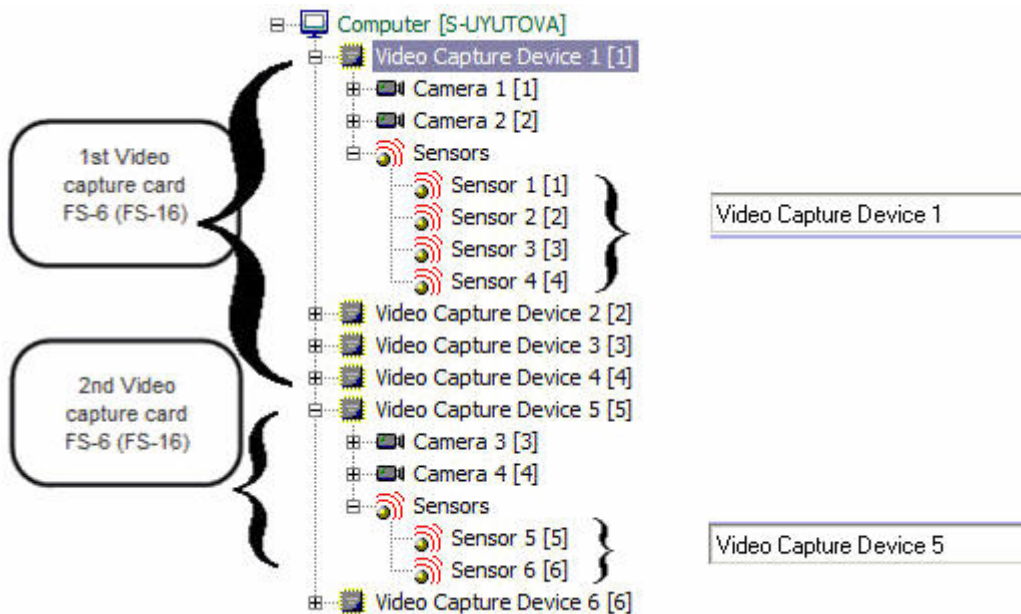 Computer [S-UYUTOVA]
Video Capture Device 1 [1]
Camera 1 [1]
Camera 2 [2]
Sensors
Sensor 1 [1]
Sensor 2 [2]
Sensor 3 [3]
Sensor 4 [4]
Video Capture Device 2 [2]
Video Capture Device 3 [3]
Video Capture Device 4 [4]
Video Capture Device 5 [5]
Camera 3 [3]
Camera 4 [4]
Sensors
Sensor 5 [5]
Sensor 6 [6]
Video Capture Device 6 [6]
1st Video
capture card
FS-6 (FS-16)
2nd Video
capture card
FS-6 (FS-16)
Video Capture Device 1
Video Capture Device 5